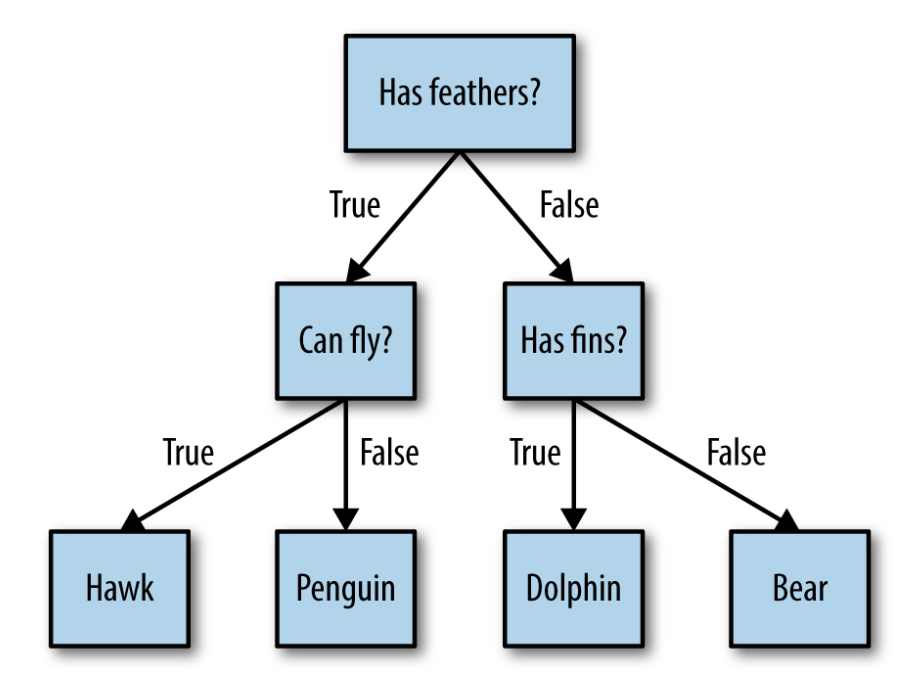 Has feathers?
True
False
Can fly?
Has fins?
True
False
True
False
Hawk
Penguin
Dolphin
Bear